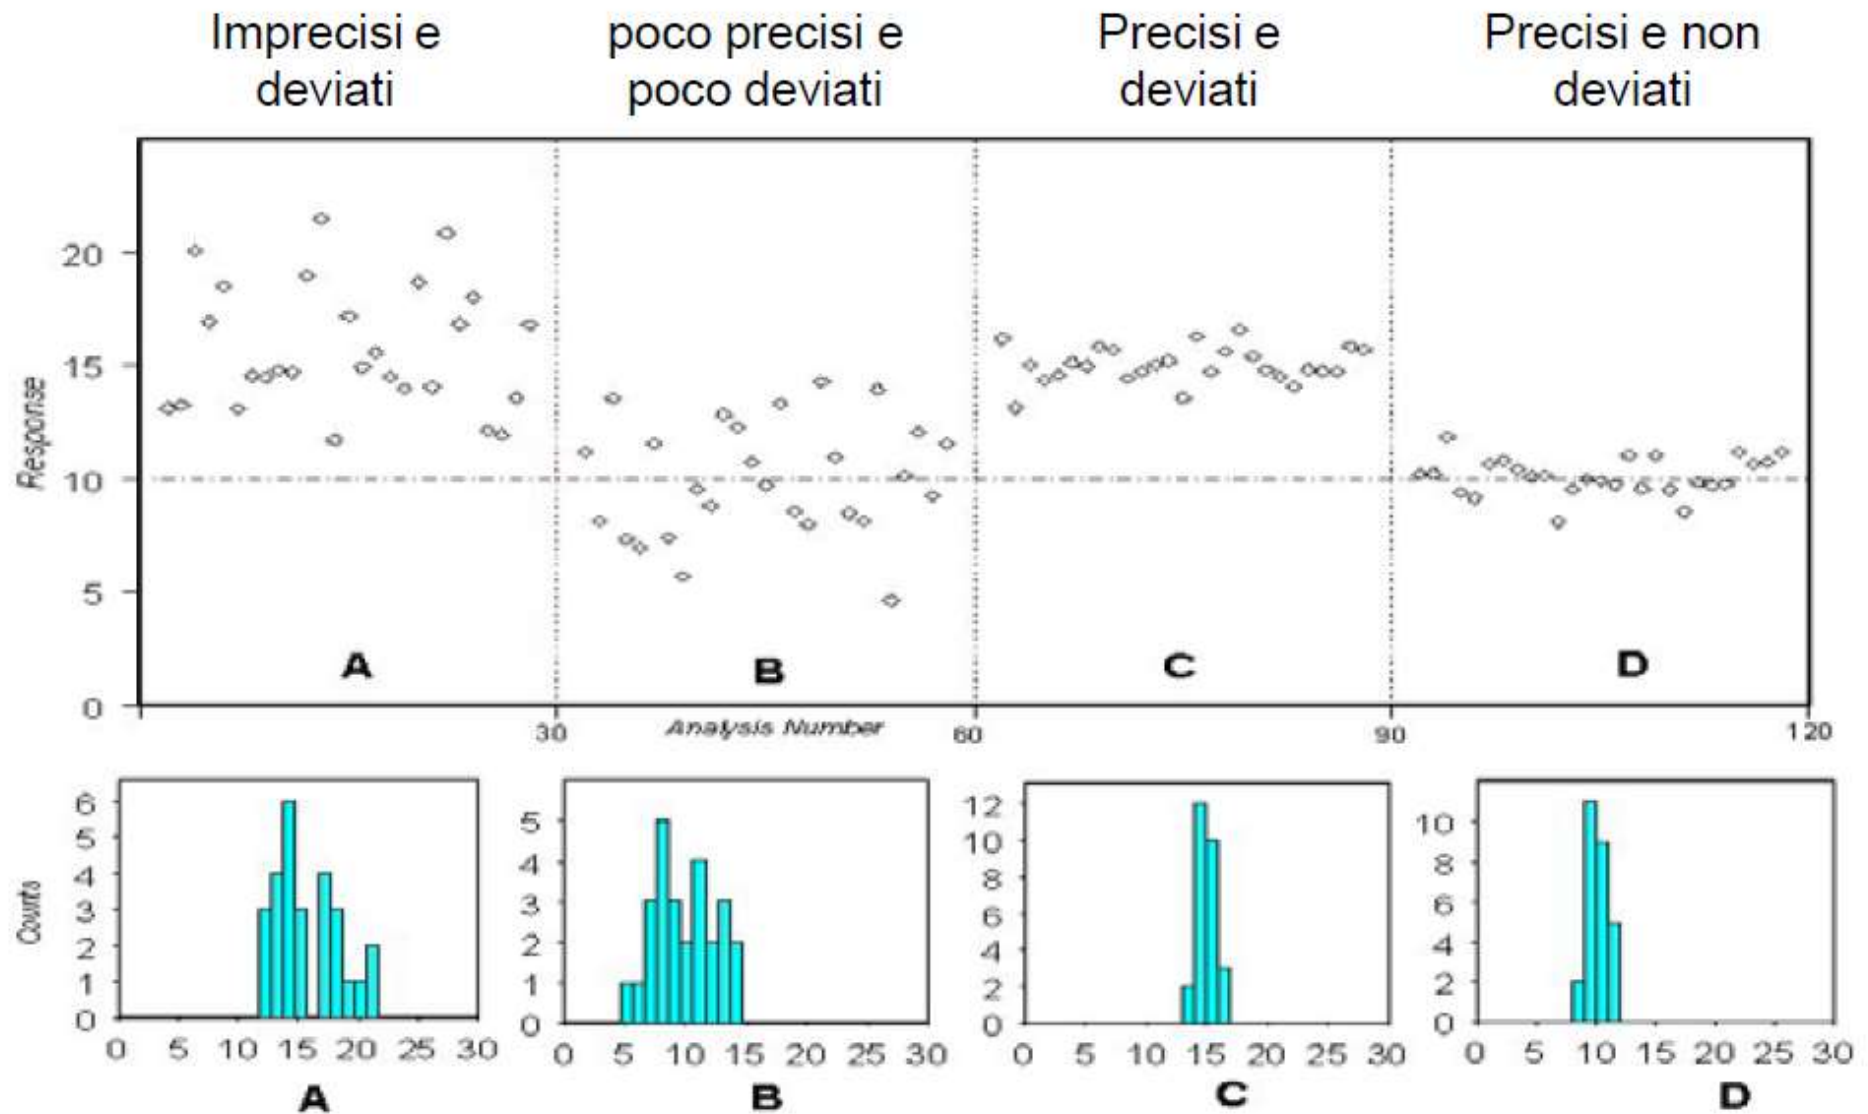 Imprecisi e
deviati
poco precisi e
poco deviati
Precisi e
deviati
Precisi e non
deviati
Response
20
15
10
5
0
A
B
C
D
30
Analysis Number
60
90
120
Counts
6
5
4
3
2
1
0
0 5 10 15 20 25 30
A
5
4
3
2
1
0
0 5 10 15 20 25 30
B
12
10
8
6
4
2
0
0 5 10 15 20 25 30
C
10
8
6
4
2
0
0 5 10 15 20 25 30
D